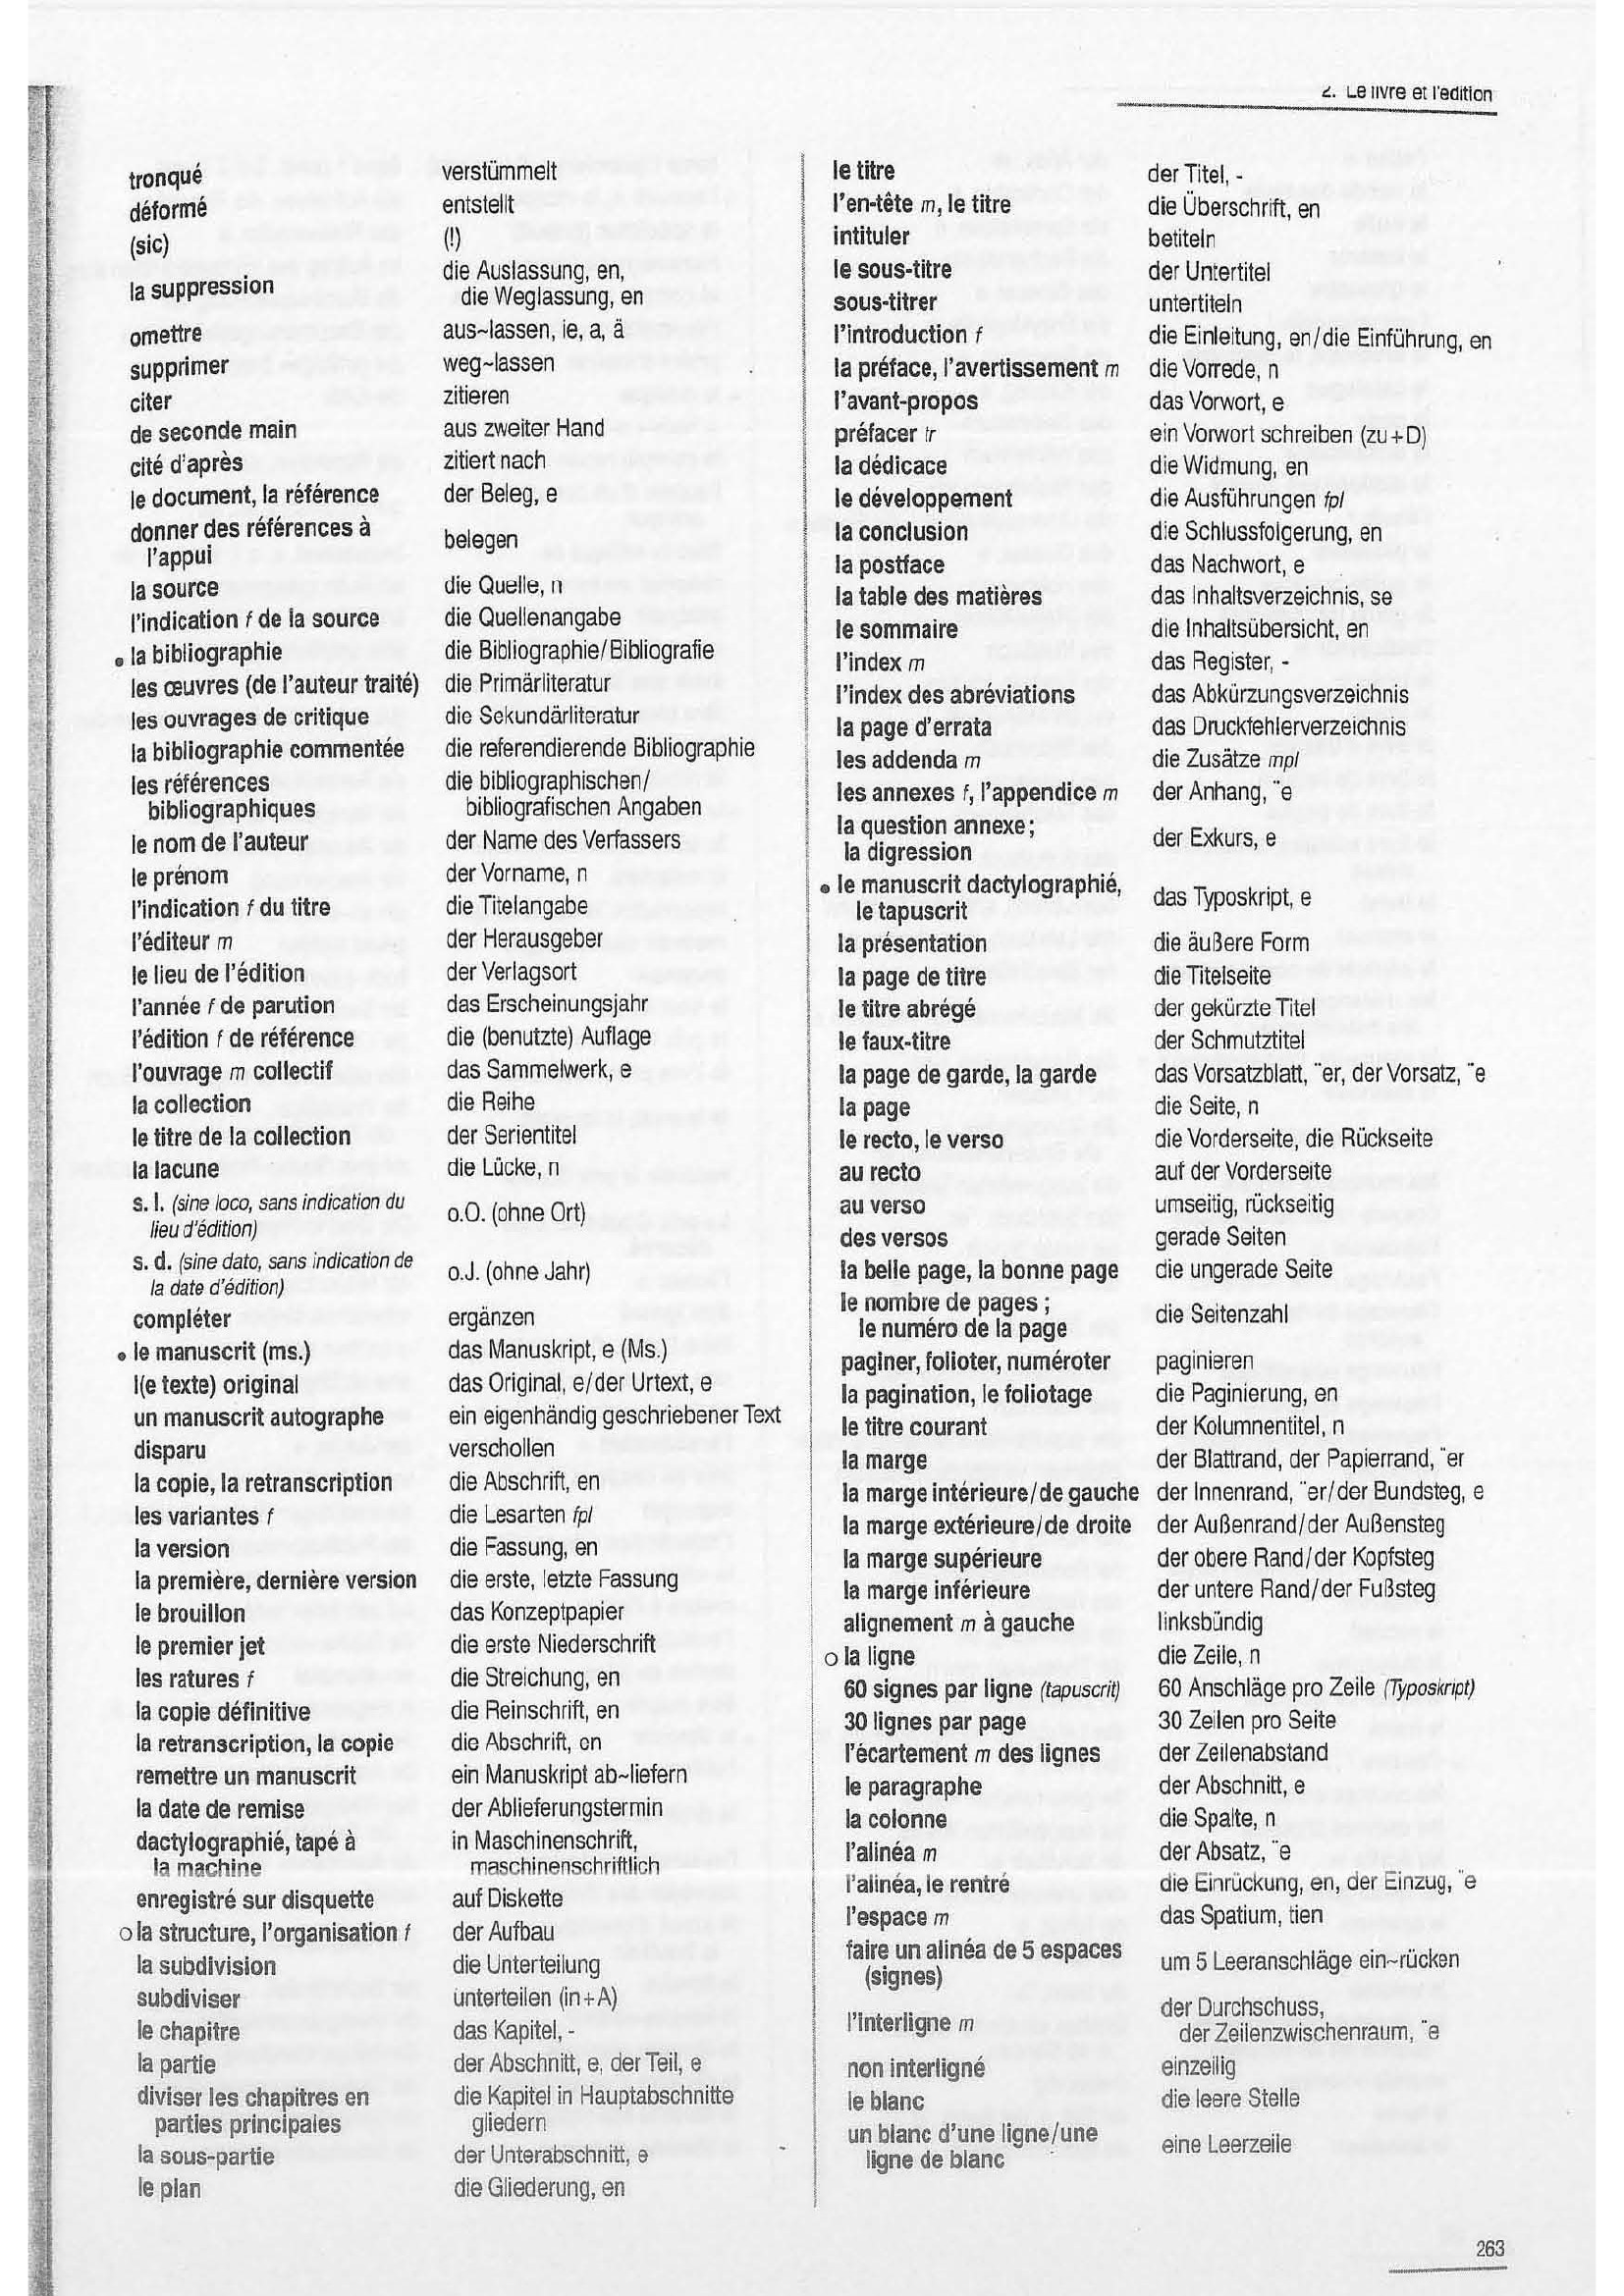 2. Le livre et l'édition
tronqué verstümmelt
déformé entstellt
(sic) (!)
la suppression die Auslassung, en,
die Weglassung, en
omettre aus~lassen, ie, a, ä
supprimer weg~lassen
citer zitieren
de seconde main aus zweiter Hand
cité d'après zitiert nach
le document, la référence der Beleg, e
donner des références à
l'appui belegen
la source die Quelle, n
l'indication f de la source die Quellenangabe
• la bibliographie die Bibliographie/Bibliografie
les œuvres (de l'auteur traité) die Primärliteratur
les ouvrages de critique die Sekundärliteratur
la bibliographie commentée die referendierende Bibliographie
les références die bibliographischen/
bibliographiques bibliografischen Angaben
le nom de l'auteur der Name des Verfassers
le prénom der Vorname, n
l'indication f du titre die Titelangabe
l'éditeur m der Herausgeber
le lieu de l'édition der Verlagsort
l'année f de parution das Erscheinungsjahr
l'édition f de référence die (benutzte) Auflage
l'ouvrage m collectif das Sammelwerk, e
la collection die Reihe
le titre de la collection der Serientitel
la lacune die Lücke, n
s. l. (sine loco, sans indication du
lieu d'édition) o.O. (ohne Ort)
s. d. (sine dato, sans indication de
la date d'édition) o.J. (ohne Jahr)
compléter ergänzen
• le manuscrit (ms.) das Manuskript, e (Ms.)
l(e texte) original das Original, e/der Urtext, e
un manuscrit autographe ein eigenhändig geschriebener Text
disparu verschollen
la copie, la retranscription die Abschrift, en
les variantes f die Lesarten fpl
la version die Fassung, en
la première, dernière version die erste, letzte Fassung
le brouillon das Konzeptpapier
le premier jet die erste Niederschrift
les ratures f die Streichung, en
la copie définitive die Reinschrift, en
la retranscription, la copie die Abschrift, en
remettre un manuscrit ein Manuskript ab~liefern
la date de remise der Ablieferungstermin
dactylographié, tapé à in Maschinenschrift,
la machine maschinenschriftlich
enregistré sur disquette auf Diskette
o la structure, l'organisation f der Aufbau
la subdivision die Unterteilung
subdiviser unterteilen (in+A)
le chapitre das Kapitel, -
la partie der Abschnitt, e, der Teil, e
diviser les chapitres en die Kapitel in Hauptabschnitte
parties principales gliedern
la sous-partie der Unterabschnitt, e
le plan die Gliederung, en
le titre der Titel, -
l'en-tête m, le titre die Überschrift, en
intituler betiteln
le sous-titre der Untertitel
sous-titrer untertiteln
l'introduction f die Einleitung, en/die Einführung, en
la préface, l'avertissement m die Vorrede, n
l'avant-propos das Vorwort, e
préfacer tr ein Vorwort schreiben (zu+D)
la dédicace die Widmung, en
le développement die Ausführungen fpl
la conclusion die Schlussfolgerung, en
la postface das Nachwort, e
la table des matières das Inhaltsverzeichnis, se
le sommaire die Inhaltsübersicht, en
l'index m das Register, -
l'index des abréviations das Abkürzungsverzeichnis
la page d'errata das Druckfehlerverzeichnis
les addenda m die Zusätze mpl
les annexes f, l'appendice m der Anhang, ¨e
la question annexe;
la digression der Exkurs, e
• le manuscrit dactylographié,
le tapuscrit das Typoskript, e
la présentation die äußere Form
la page de titre die Titelseite
le titre abrégé der gekürzte Titel
le faux-titre der Schmutztitel
la page de garde, la garde das Vorsatzblatt, ¨er, der Vorsatz, ¨e
la page die Seite, n
le recto, le verso die Vorderseite, die Rückseite
au recto auf der Vorderseite
au verso umseitig, rückseitig
des versos gerade Seiten
la belle page, la bonne page die ungerade Seite
le nombre de pages ;
le numéro de la page die Seitenzahl
paginer, folioter, numéroter paginieren
la pagination, le foliotage die Paginierung, en
le titre courant der Kolumnentitel, n
la marge der Blattrand, der Papierrand, ¨er
la marge intérieure/de gauche der Innenrand, ¨er/der Bundsteg, e
la marge extérieure/de droite der Außenrand/der Außensteg
la marge supérieure der obere Rand/der Kopfsteg
la marge inférieure der untere Rand/der Fußsteg
alignement m à gauche linksbündig
o la ligne die Zeile, n
60 signes par ligne (tapuscrit) 60 Anschläge pro Zeile (Typoskript)
30 lignes par page 30 Zeilen pro Seite
l'écartement m des lignes der Zeilenabstand
le paragraphe der Abschnitt, e
la colonne die Spalte, n
l'alinéa m der Absatz, ¨e
l'alinéa, le rentré die Einrückung, en, der Einzug, ¨e
l'espace m das Spatium, tien
faire un alinéa de 5 espaces
(signes) um 5 Leeranschläge ein~rücken
l'interligne m der Durchschuss,
der Zeilenzwischenraum, ¨e
non interligné einzeilig
le blanc die leere Stelle
un blanc d'une ligne/une
ligne de blanc eine Leerzeile
263